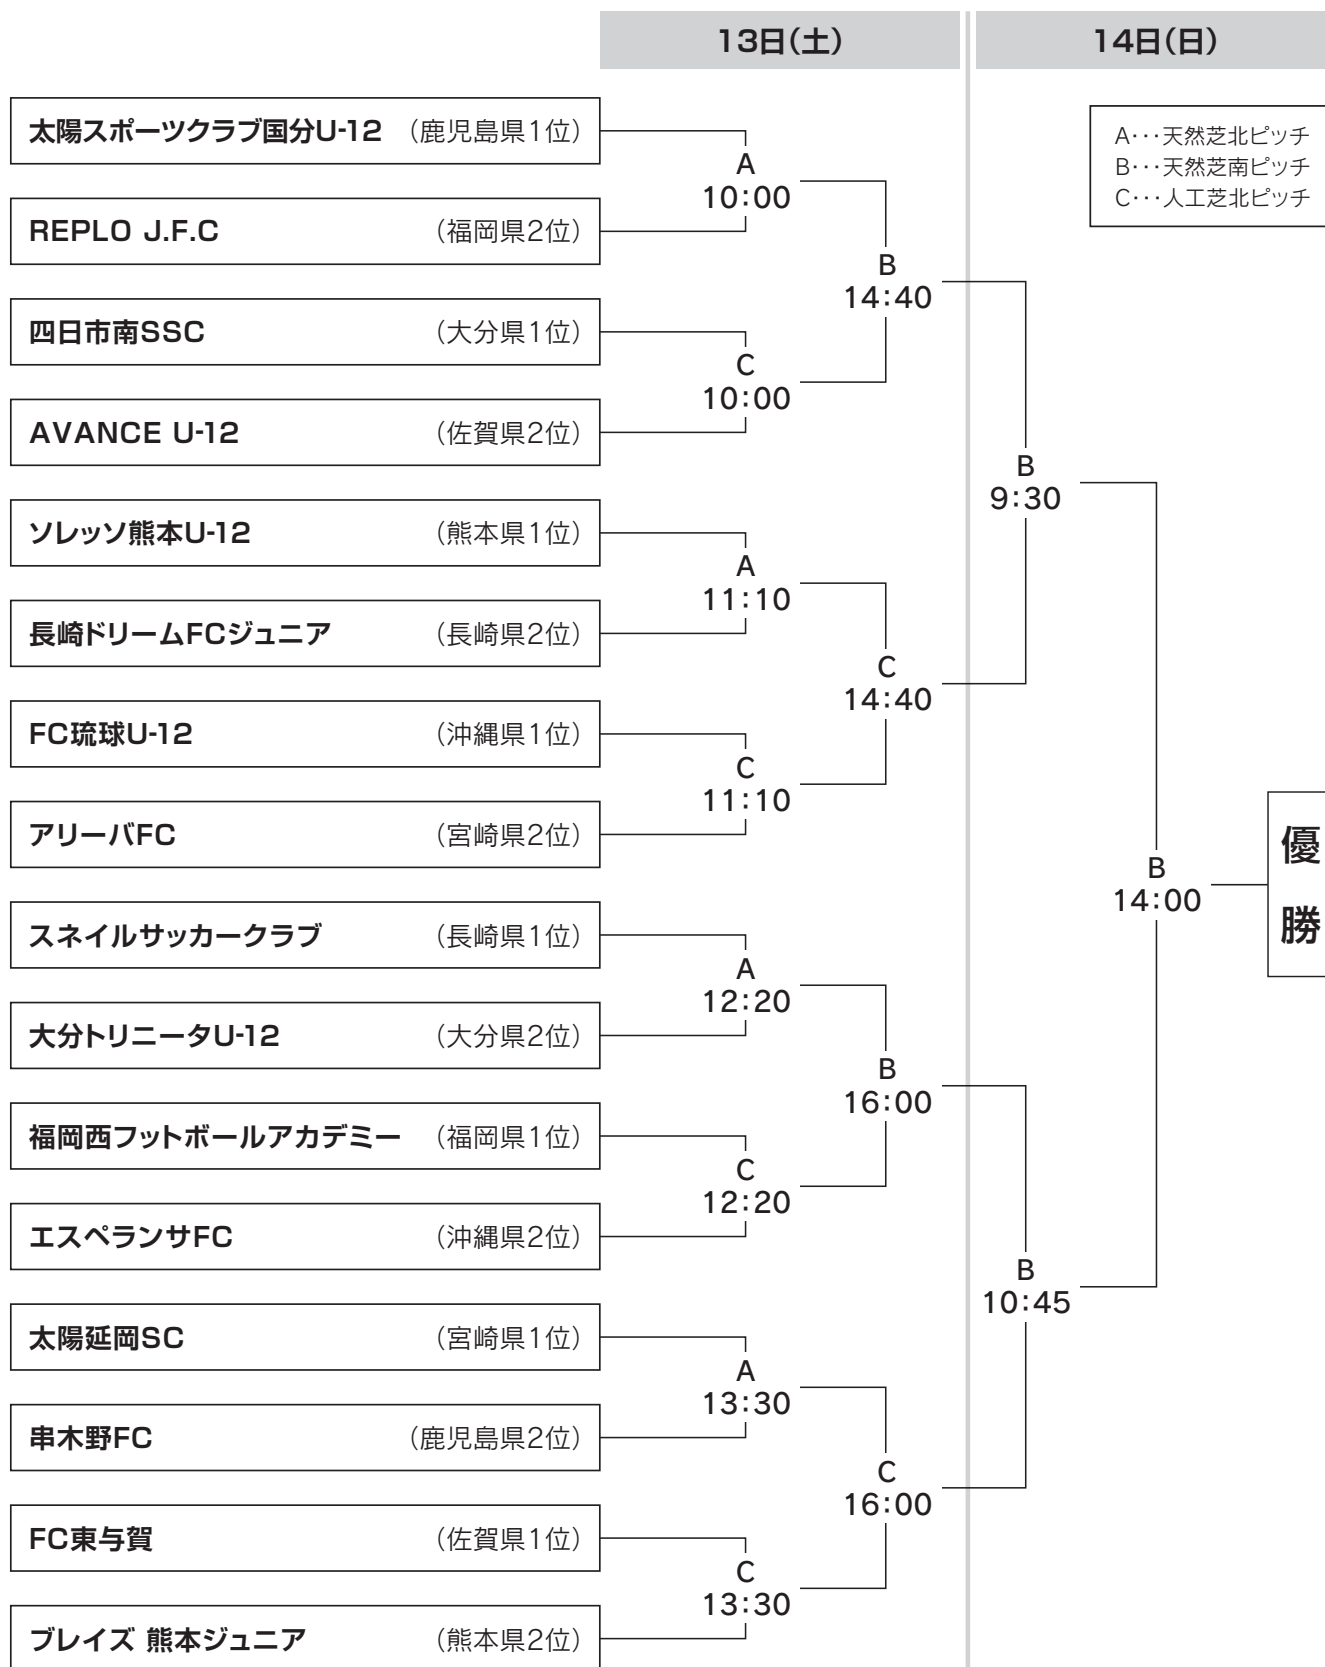 13日(土)
14日(日)
A･･･天然芝北ピッチ
B･･･天然芝南ピッチ
C･･･人工芝北ピッチ
太陽スポーツクラブ国分U-12 (鹿児島県1位)
A
10:00
REPLO J.F.C (福岡県2位)
B
14:40
四日市南SSC (大分県1位)
C
10:00
AVANCE U-12 (佐賀県2位)
B
9:30
ソレッソ熊本U-12 (熊本県1位)
A
11:10
長崎ドリームFCジュニア (長崎県2位)
C
14:40
FC琉球U-12 (沖縄県1位)
C
11:10
アリーバFC (宮崎県2位)
B
14:00
優勝
スネイルサッカークラブ (長崎県1位)
A
12:20
大分トリニータU-12 (大分県2位)
B
16:00
福岡西フットボールアカデミー (福岡県1位)
C
12:20
エスペランサFC (沖縄県2位)
B
10:45
太陽延岡SC (宮崎県1位)
A
13:30
串木野FC (鹿児島県2位)
C
16:00
FC東与賀 (佐賀県1位)
C
13:30
ブレイズ 熊本ジュニア (熊本県2位)